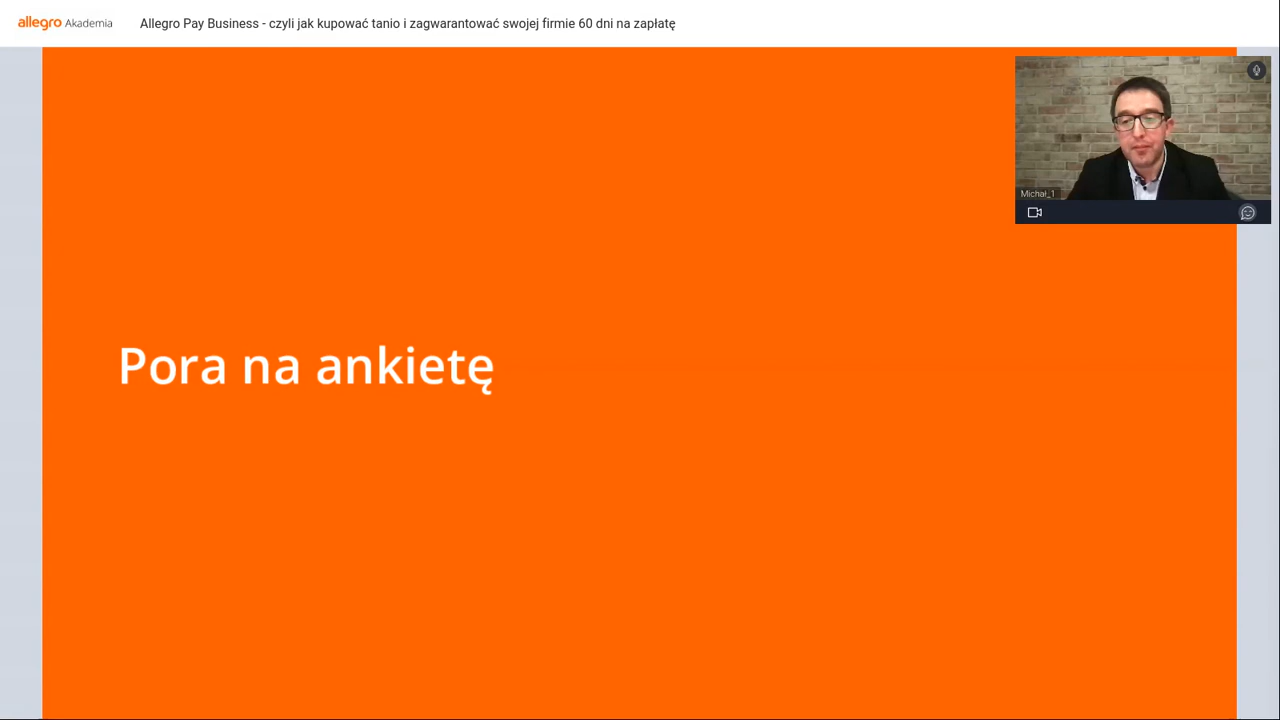 allegro Akademia
Allegro Pay Business - czyli jak kupować tanio i zagwarantować swojej firmie 60 dni na zapłatę
Michał_1
Pora na ankietę